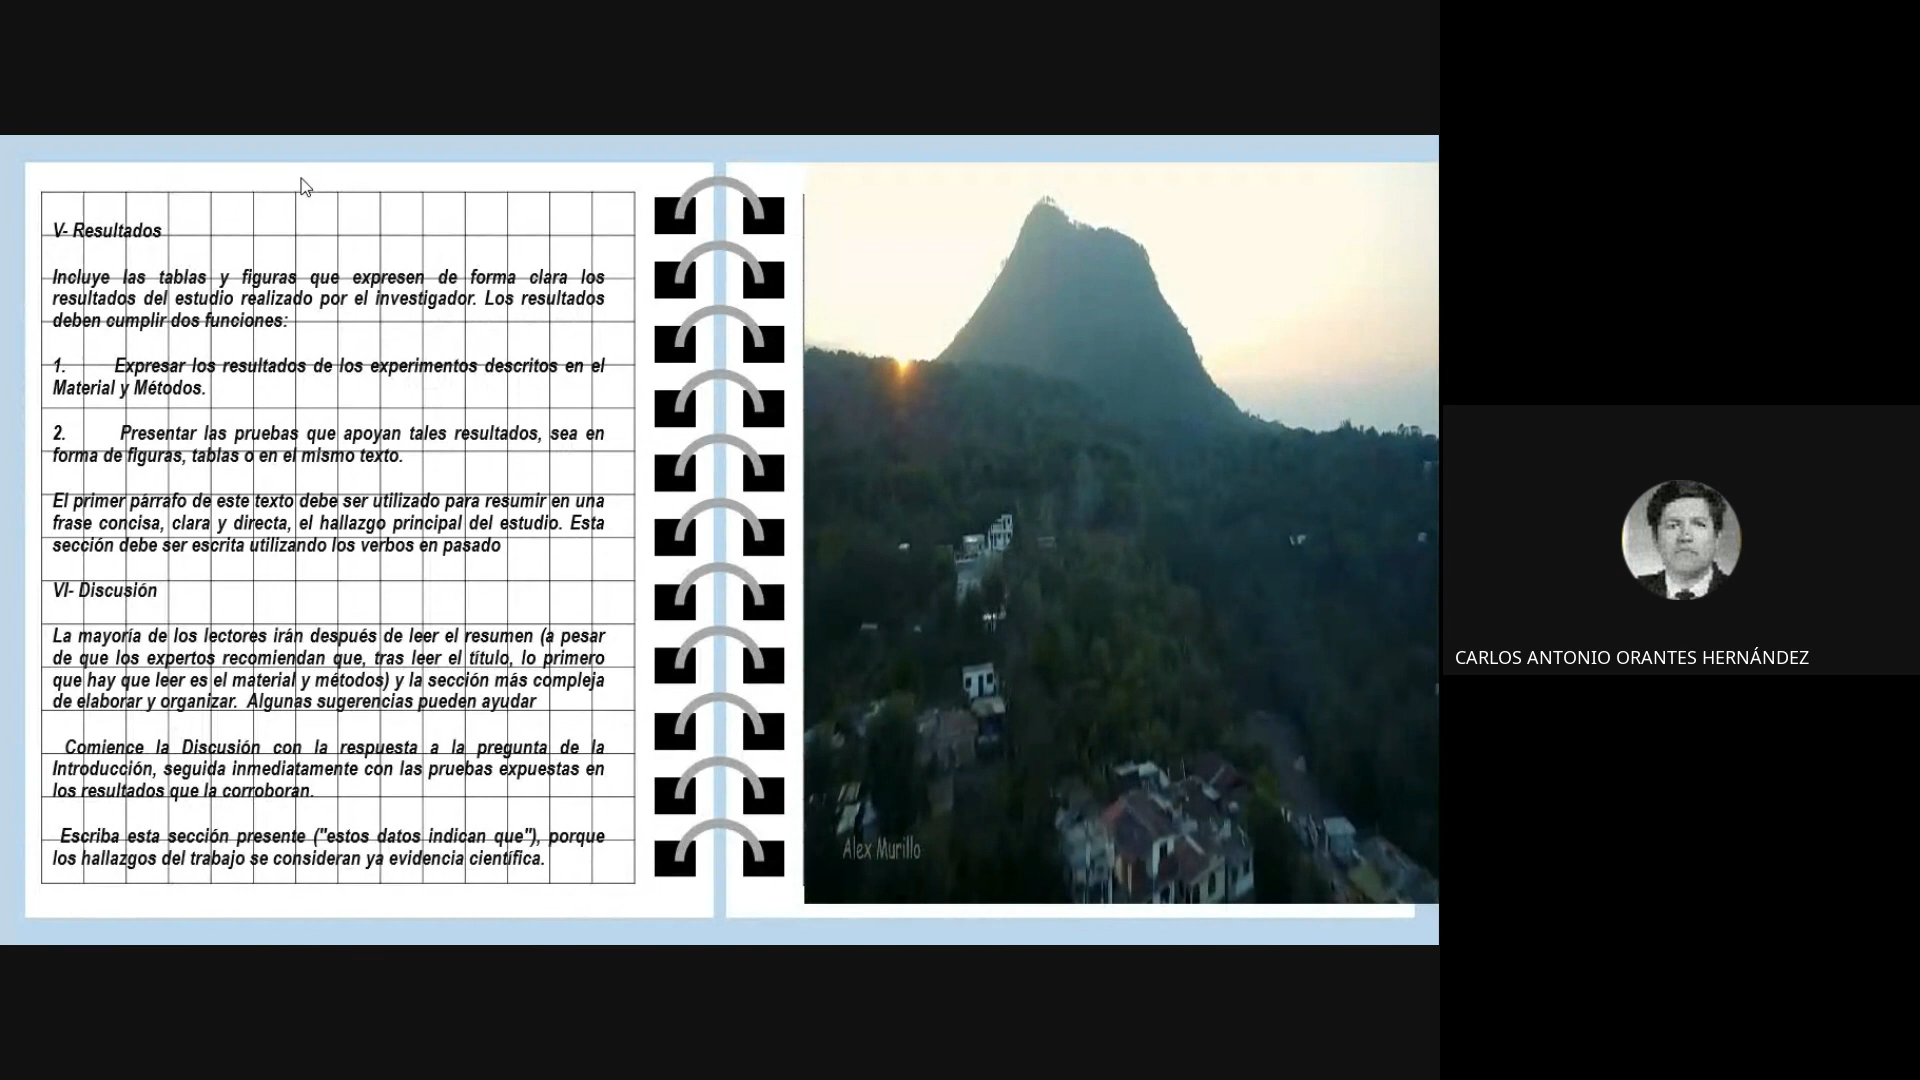 V- Resultados
Incluye las tablas y figuras que expresen de forma clara los
resultados del estudio realizado por el investigador. Los resultados
deben cumplir dos funciones:
1. Expresar los resultados de los experimentos descritos en el
Material y Métodos.
2. Presentar las pruebas que apoyan tales resultados, sea en
forma de figuras, tablas o en el mismo texto.
El primer párrafo de este texto debe ser utilizado para resumir en una
frase concisa, clara y directa, el hallazgo principal del estudio. Esta
sección debe ser escrita utilizando los verbos en pasado
VI- Discusión
La mayoría de los lectores irán después de leer el resumen (a pesar
de que los expertos recomiendan que, tras leer el título, lo primero
que hay que leer es el material y métodos) y la sección más compleja
de elaborar y organizar. Algunas sugerencias pueden ayudar
Comience la Discusión con la respuesta a la pregunta de la
Introducción, seguida inmediatamente con las pruebas expuestas en
los resultados que la corroboran.
Escriba esta sección presente ("estos datos indican que"), porque
los hallazgos del trabajo se consideran ya evidencia científica.
Alex Murillo
CARLOS ANTONIO ORANTES HERNÁNDEZ